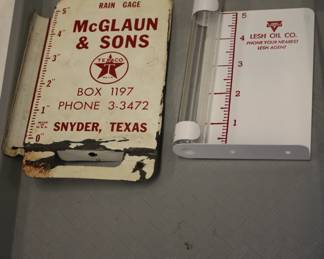 RAIN GAGE
McGLAUN
& SONS
TEXACO
BOX 1197
PHONE 3-3472
SNYDER, TEXAS
5
4
3
2
1
0
LESH OIL CO.
PHONE YOUR NEAREST
LESH AGENT
5
4
3
2
1